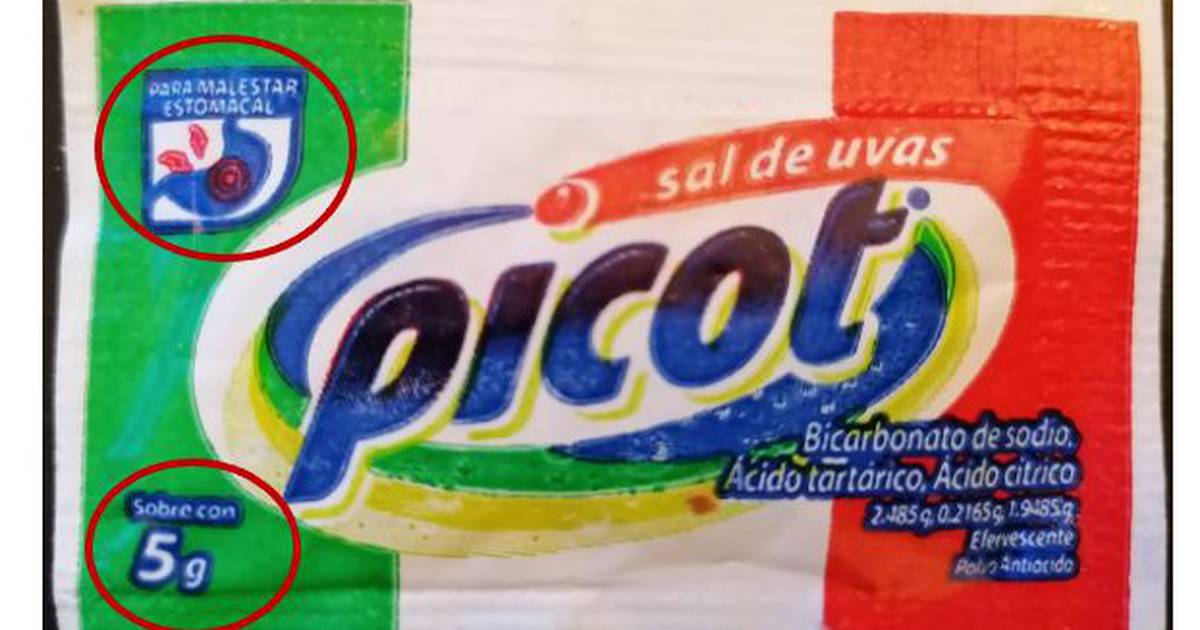 PARA MALESTAR
ESTOMACAL
sal de uvas
picot
Bicarbonato de sodio,
Ácido tartárico, Ácido cítrico
2.485 g, 0.2165 g, 1.9485 g
Efervescente
Polvo Antiácido
Sobre con
5 g